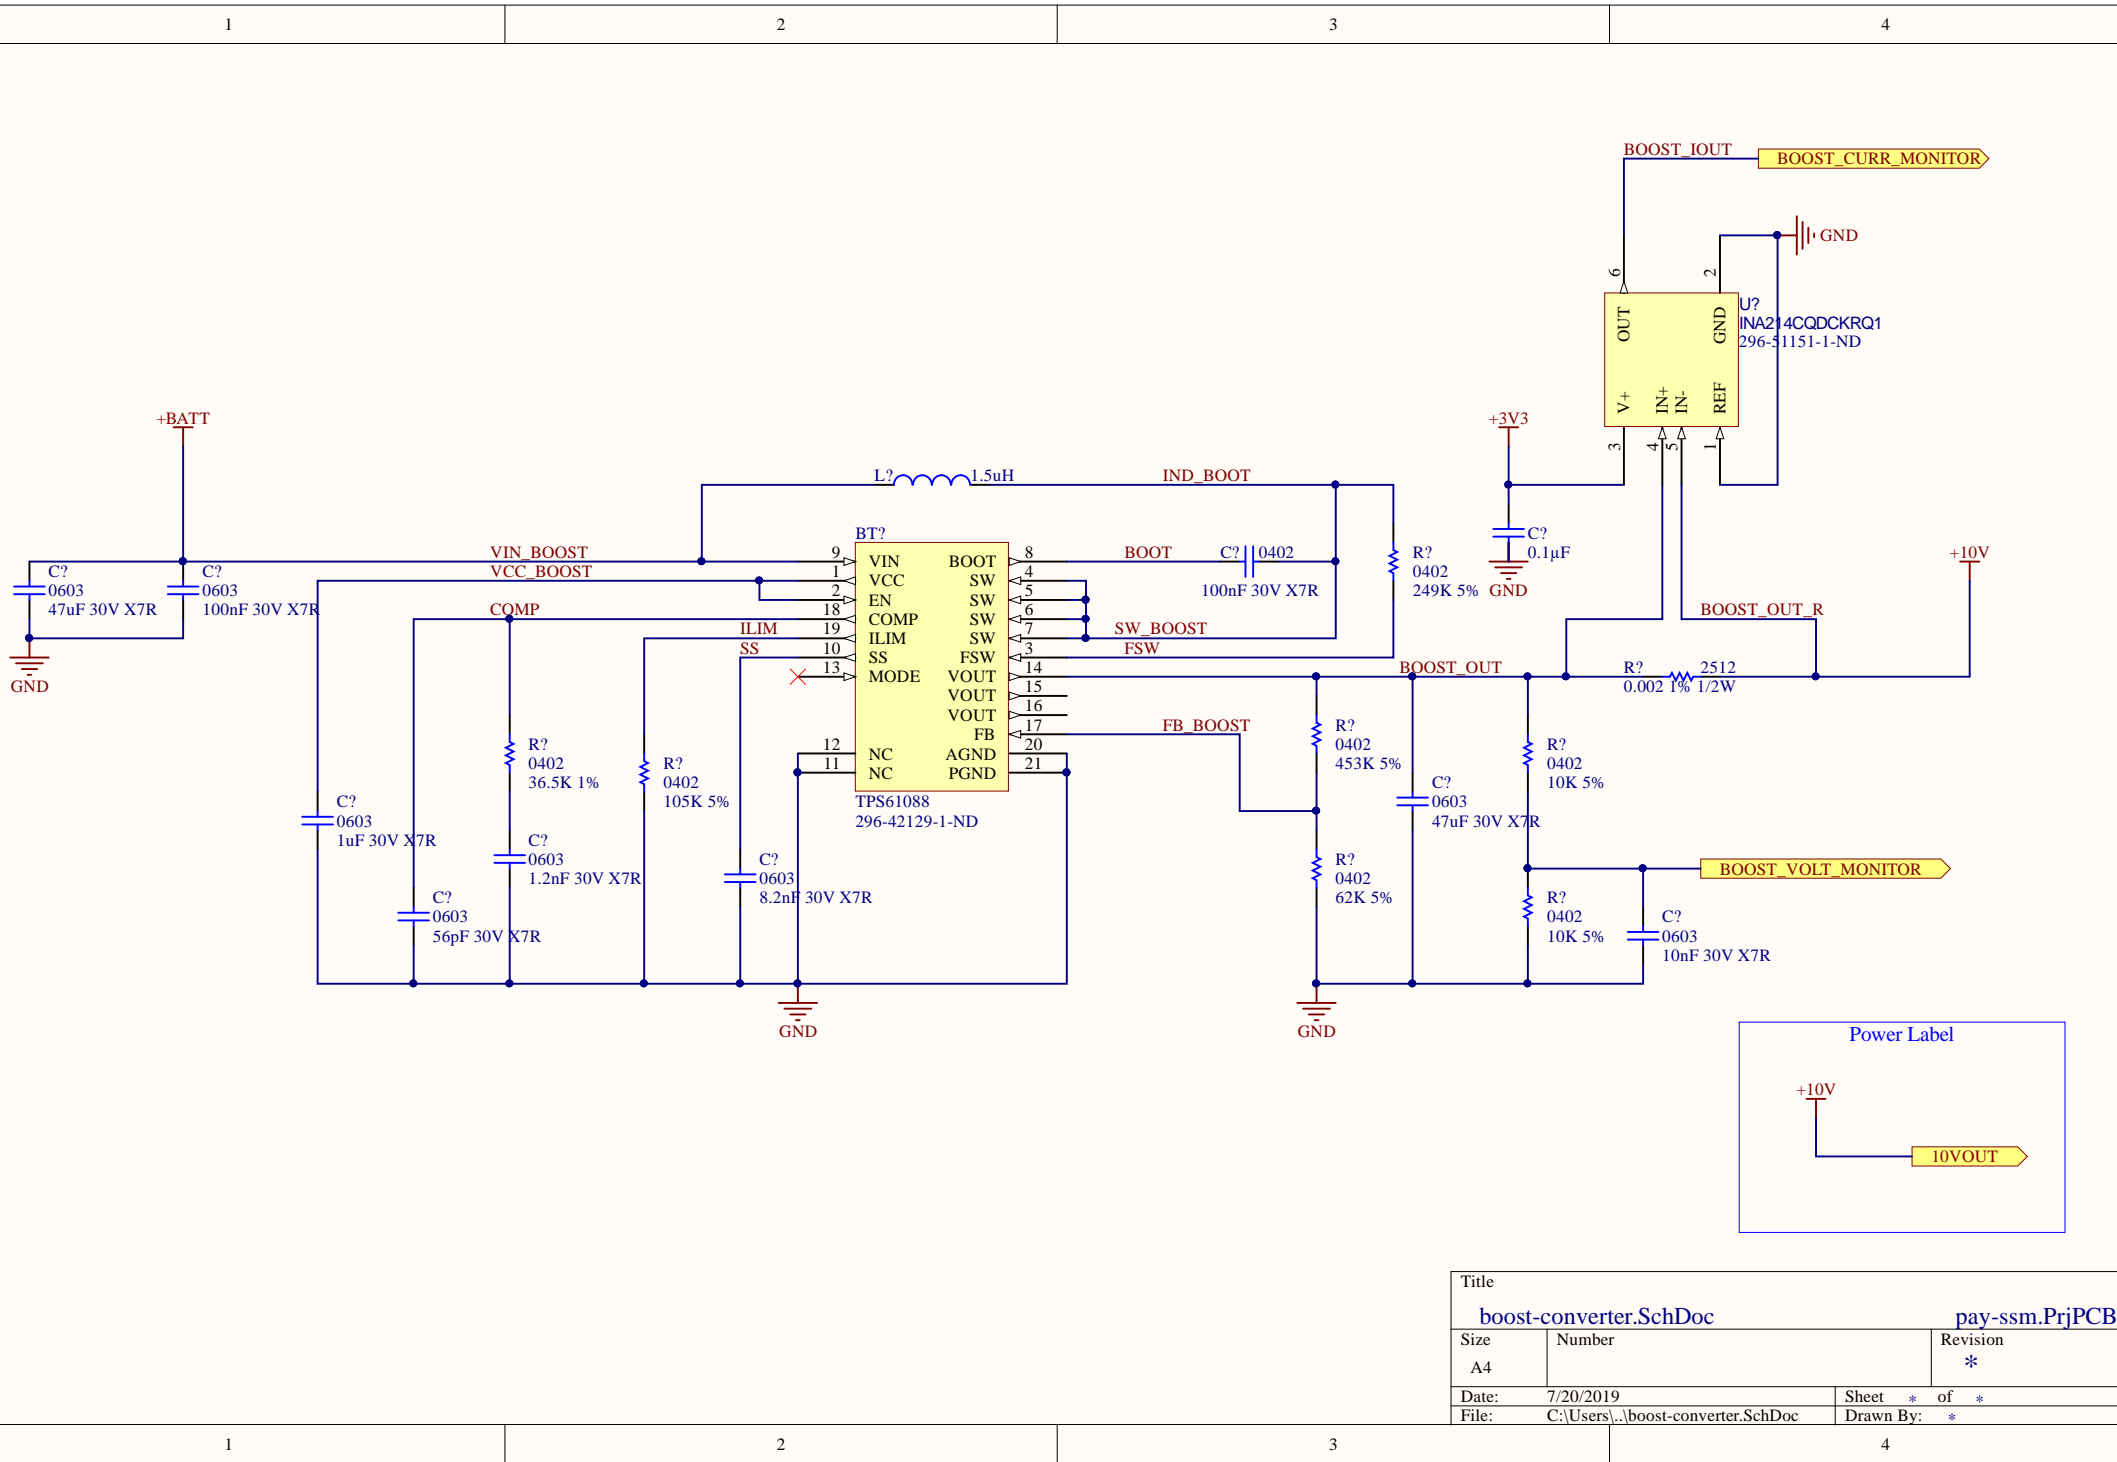 1
2
3
4
BOOST_IOUT
BOOST_CURR_MONITOR
GND
6
2
OUT
GND
V+
IN+
IN-
REF
3
4
5
1
U?
INA214CQDCKRQ1
296-51151-1-ND
+BATT
+3V3
C?
0.1µF
GND
+10V
L?
1.5uH
IND_BOOT
BT?
VIN_BOOST
VCC_BOOST
COMP
ILIM
SS
9
1
2
18
19
10
13
12
11
VIN
VCC
EN
COMP
ILIM
SS
MODE
NC
NC
BOOT
SW
SW
SW
SW
FSW
VOUT
VOUT
VOUT
FB
AGND
PGND
8
4
5
6
7
3
14
15
16
17
20
21
TPS61088
296-42129-1-ND
BOOT
C?
0402
100nF 30V X7R
SW_BOOST
FSW
R?
0402
249K 5%
BOOST_OUT
BOOST_OUT_R
R?
2512
0.002 1% 1/2W
FB_BOOST
C?
0603
47uF 30V X7R
C?
0603
100nF 30V X7R
GND
C?
0603
1uF 30V X7R
C?
0603
56pF 30V X7R
R?
0402
36.5K 1%
C?
0603
1.2nF 30V X7R
R?
0402
105K 5%
C?
0603
8.2nF 30V X7R
GND
R?
0402
453K 5%
R?
0402
62K 5%
C?
0603
47uF 30V X7R
R?
0402
10K 5%
R?
0402
10K 5%
BOOST_VOLT_MONITOR
C?
0603
10nF 30V X7R
GND
Power Label
+10V
10VOUT
Title
boost-converter.SchDoc
pay-ssm.PrjPCB
Size
Number
Revision
A4
*
Date:
7/20/2019
Sheet * of *
File:
C:\Users\..\boost-converter.SchDoc
Drawn By: *
1
2
3
4